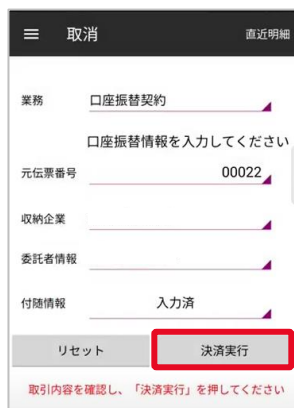 取消 直近明細
業務 口座振替契約
口座振替情報を入力してください
元伝票番号 00022
収納企業
委託者情報
付随情報 入力済
リセット 決済実行
取引内容を確認し、「決済実行」を押してください